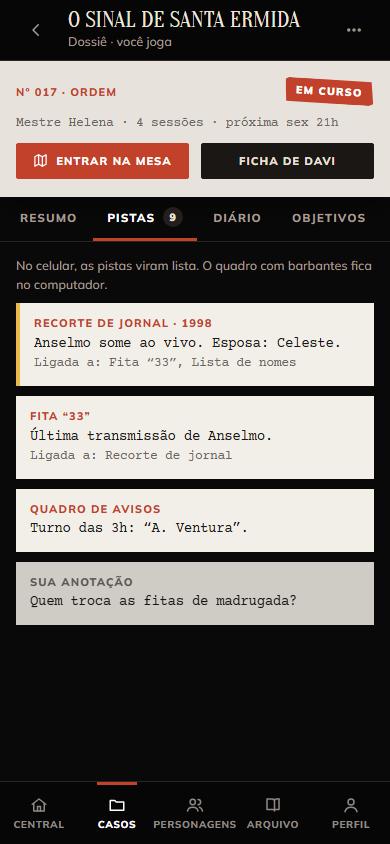 O SINAL DE SANTA ERMIDA
Dossiê · você joga
Nº 017 · ORDEM
EM CURSO
Mestre Helena · 4 sessões · próxima sex 21h
ENTRAR NA MESA
FICHA DE DAVI
RESUMO
PISTAS 9
DIÁRIO
OBJETIVOS
No celular, as pistas viram lista. O quadro com barbantes fica
no computador.
RECORTE DE JORNAL · 1998
Anselmo some ao vivo. Esposa: Celeste.
Ligada a: Fita “33”, Lista de nomes
FITA “33”
Última transmissão de Anselmo.
Ligada a: Recorte de jornal
QUADRO DE AVISOS
Turno das 3h: “A. Ventura”.
SUA ANOTAÇÃO
Quem troca as fitas de madrugada?
CENTRAL
CASOS
PERSONAGENS
ARQUIVO
PERFIL